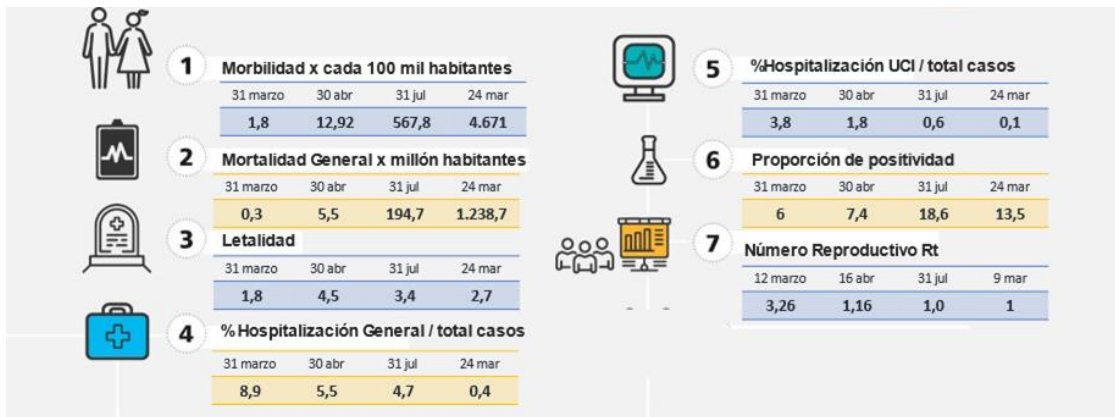 1
Morbilidad x cada 100 mil habitantes
31 marzo 30 abr 31 jul 24 mar
1,8 12,92 567,8 4.671
2
Mortalidad General x millón habitantes
31 marzo 30 abr 31 jul 24 mar
0,3 5,5 194,7 1.238,7
3
Letalidad
31 marzo 30 abr 31 jul 24 mar
1,8 4,5 3,4 2,7
4
%Hospitalización General / total casos
31 marzo 30 abr 31 jul 24 mar
8,9 5,5 4,7 0,4
5
%Hospitalización UCI / total casos
31 marzo 30 abr 31 jul 24 mar
3,8 1,8 0,6 0,1
6
Proporción de positividad
31 marzo 30 abr 31 jul 24 mar
6 7,4 18,6 13,5
7
Número Reproductivo Rt
12 marzo 16 abr 31 jul 9 mar
3,26 1,16 1,0 1